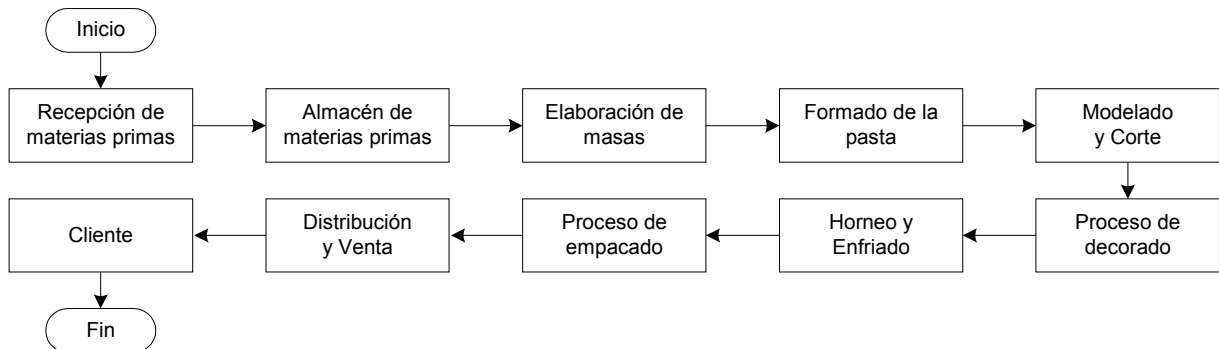 Inicio
Recepción de
materias primas
Almacén de
materias primas
Elaboración de
masas
Formado de la
pasta
Modelado
y Corte
Proceso de
decorado
Horneo y
Enfriado
Proceso de
empacado
Distribución
y Venta
Cliente
Fin